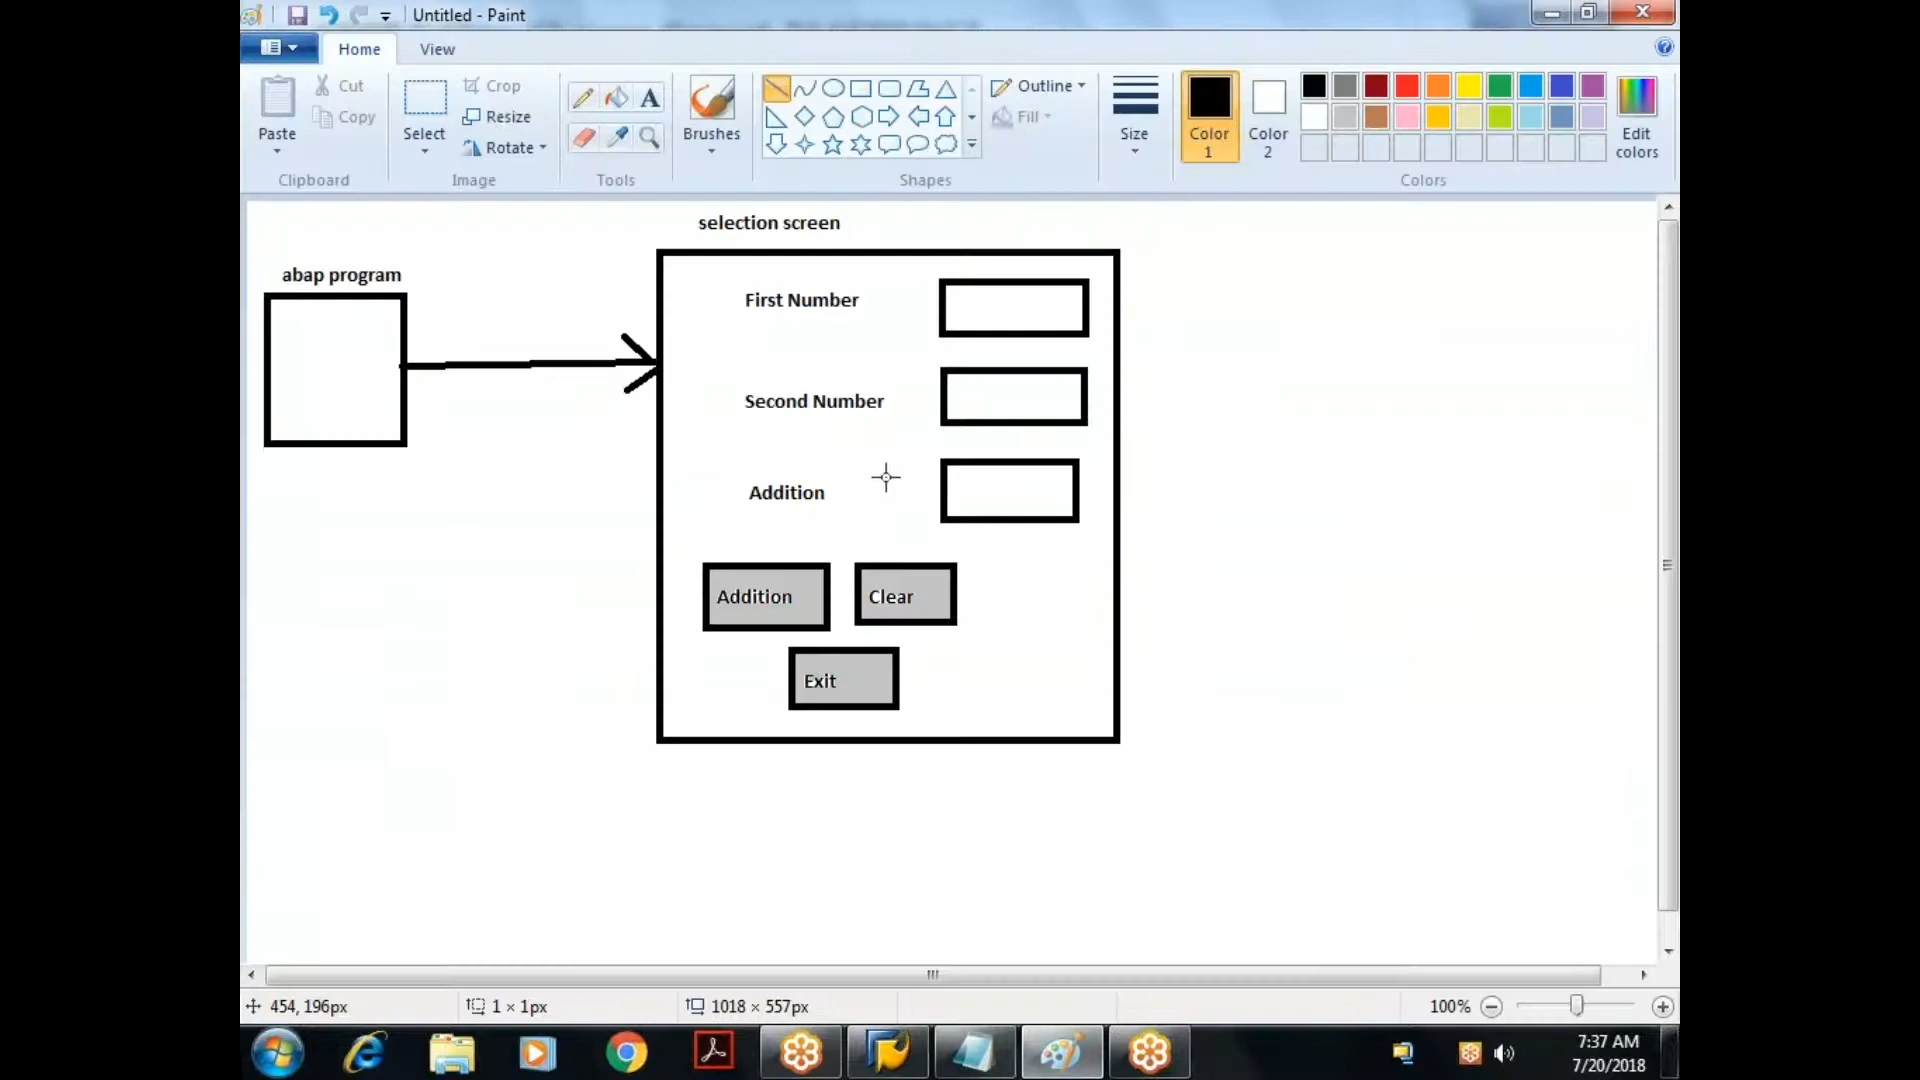 Untitled - Paint
Home View
Paste
Cut
Copy
Clipboard
Select
Crop
Resize
Rotate
Image
A
Tools
Brushes
Outline
Fill
Shapes
Size
Color 1
Color 2
Edit colors
Colors
selection screen
abap program
First Number
Second Number
Addition
Addition Clear
Exit
454, 196px 1 × 1px 1018 × 557px 100%
7:37 AM
7/20/2018